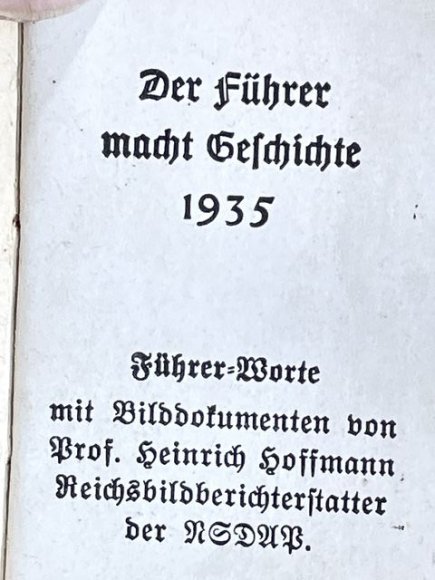 Der Führer
macht Geschichte
1935
Führer-Worte
mit Bilddokumenten von
Prof. Heinrich Hoffmann
Reichsbildberichterstatter
der NSDAP.